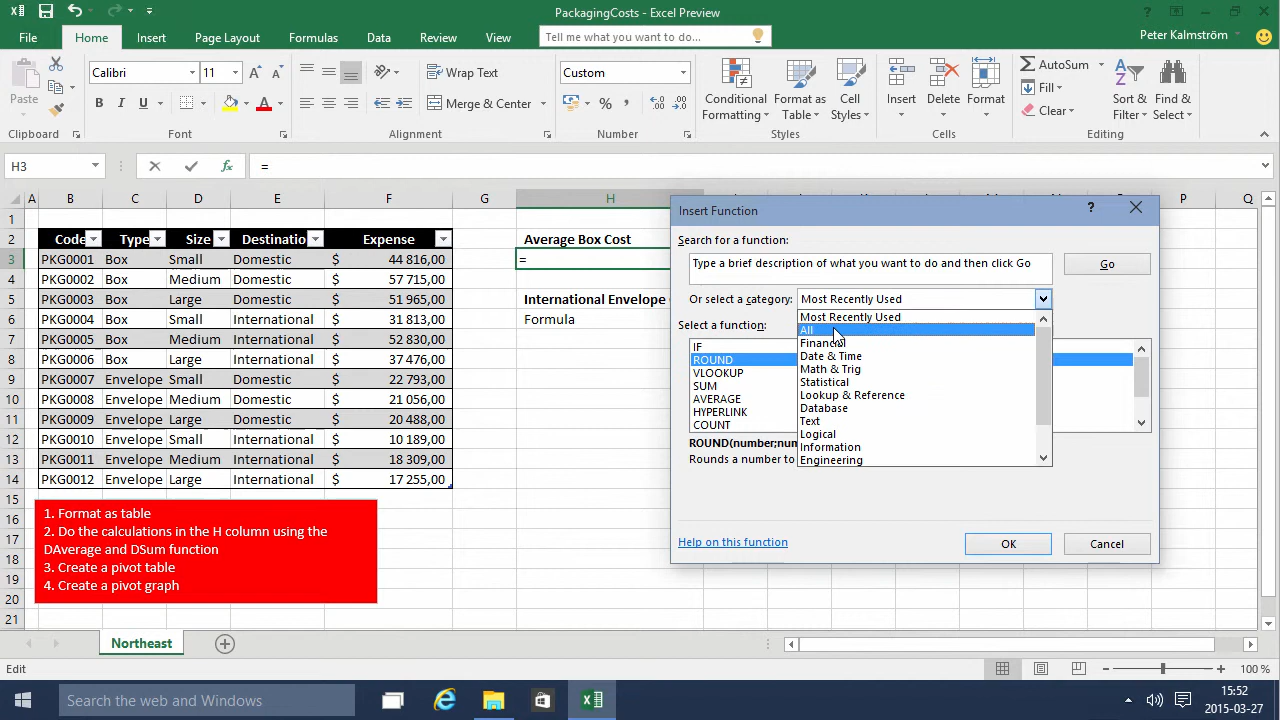 PackagingCosts - Excel Preview
File Home Insert Page Layout Formulas Data Review View Tell me what you want to do... Peter Kalmström
Calibri 11 Wrap Text Custom AutoSum
Paste B I U A Merge & Center % , Conditional Formatting Format as Table Cell Styles Insert Delete Format Fill Clear Sort & Filter Find & Select
Clipboard Font Alignment Number Styles Cells Editing
H3 fx =
A B C D E F G H P Q
1
2 Code Type Size Destinatio Expense Average Box Cost
3 PKG0001 Box Small Domestic $ 44 816,00 =
4 PKG0002 Box Medium Domestic $ 57 715,00
5 PKG0003 Box Large Domestic $ 51 965,00 International Envelope
6 PKG0004 Box Small International $ 31 813,00 Formula
7 PKG0005 Box Medium International $ 52 830,00
8 PKG0006 Box Large International $ 37 476,00
9 PKG0007 Envelope Small Domestic $ 22 793,00
10 PKG0008 Envelope Medium Domestic $ 21 056,00
11 PKG0009 Envelope Large Domestic $ 20 488,00
12 PKG0010 Envelope Small International $ 10 189,00
13 PKG0011 Envelope Medium International $ 18 309,00
14 PKG0012 Envelope Large International $ 17 255,00
15
16
17
18
19
20
21
1. Format as table
2. Do the calculations in the H column using the
DAverage and DSum function
3. Create a pivot table
4. Create a pivot graph
Insert Function ?
Search for a function:
Type a brief description of what you want to do and then click Go Go
Or select a category: Most Recently Used
Most Recently Used
All
Financial
Date & Time
Math & Trig
Statistical
Lookup & Reference
Database
Text
Logical
Information
Engineering
Select a function:
IF
ROUND
VLOOKUP
SUM
AVERAGE
HYPERLINK
COUNT
ROUND(number;num
Rounds a number to
Help on this function OK Cancel
Northeast
Edit 100 %
Search the web and Windows 15:52
2015-03-27